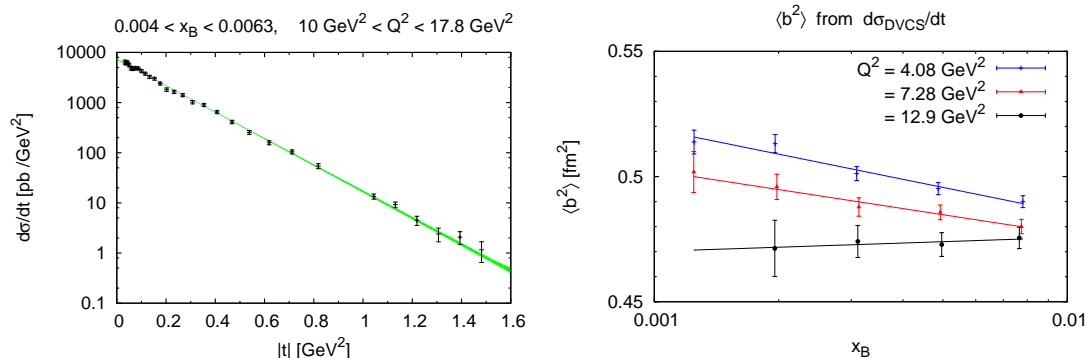 0.004 < x_B < 0.0063, 10 GeV² < Q² < 17.8 GeV²
10000
1000
100
10
1
0.1
dσ/dt [pb /GeV²]
0 0.2 0.4 0.6 0.8 1 1.2 1.4 1.6
|t| [GeV²]
⟨b²⟩ from dσ_DVCS/dt
0.55
0.5
0.45
⟨b²⟩ [fm²]
Q² = 4.08 GeV²
= 7.28 GeV²
= 12.9 GeV²
0.001 0.01
x_B